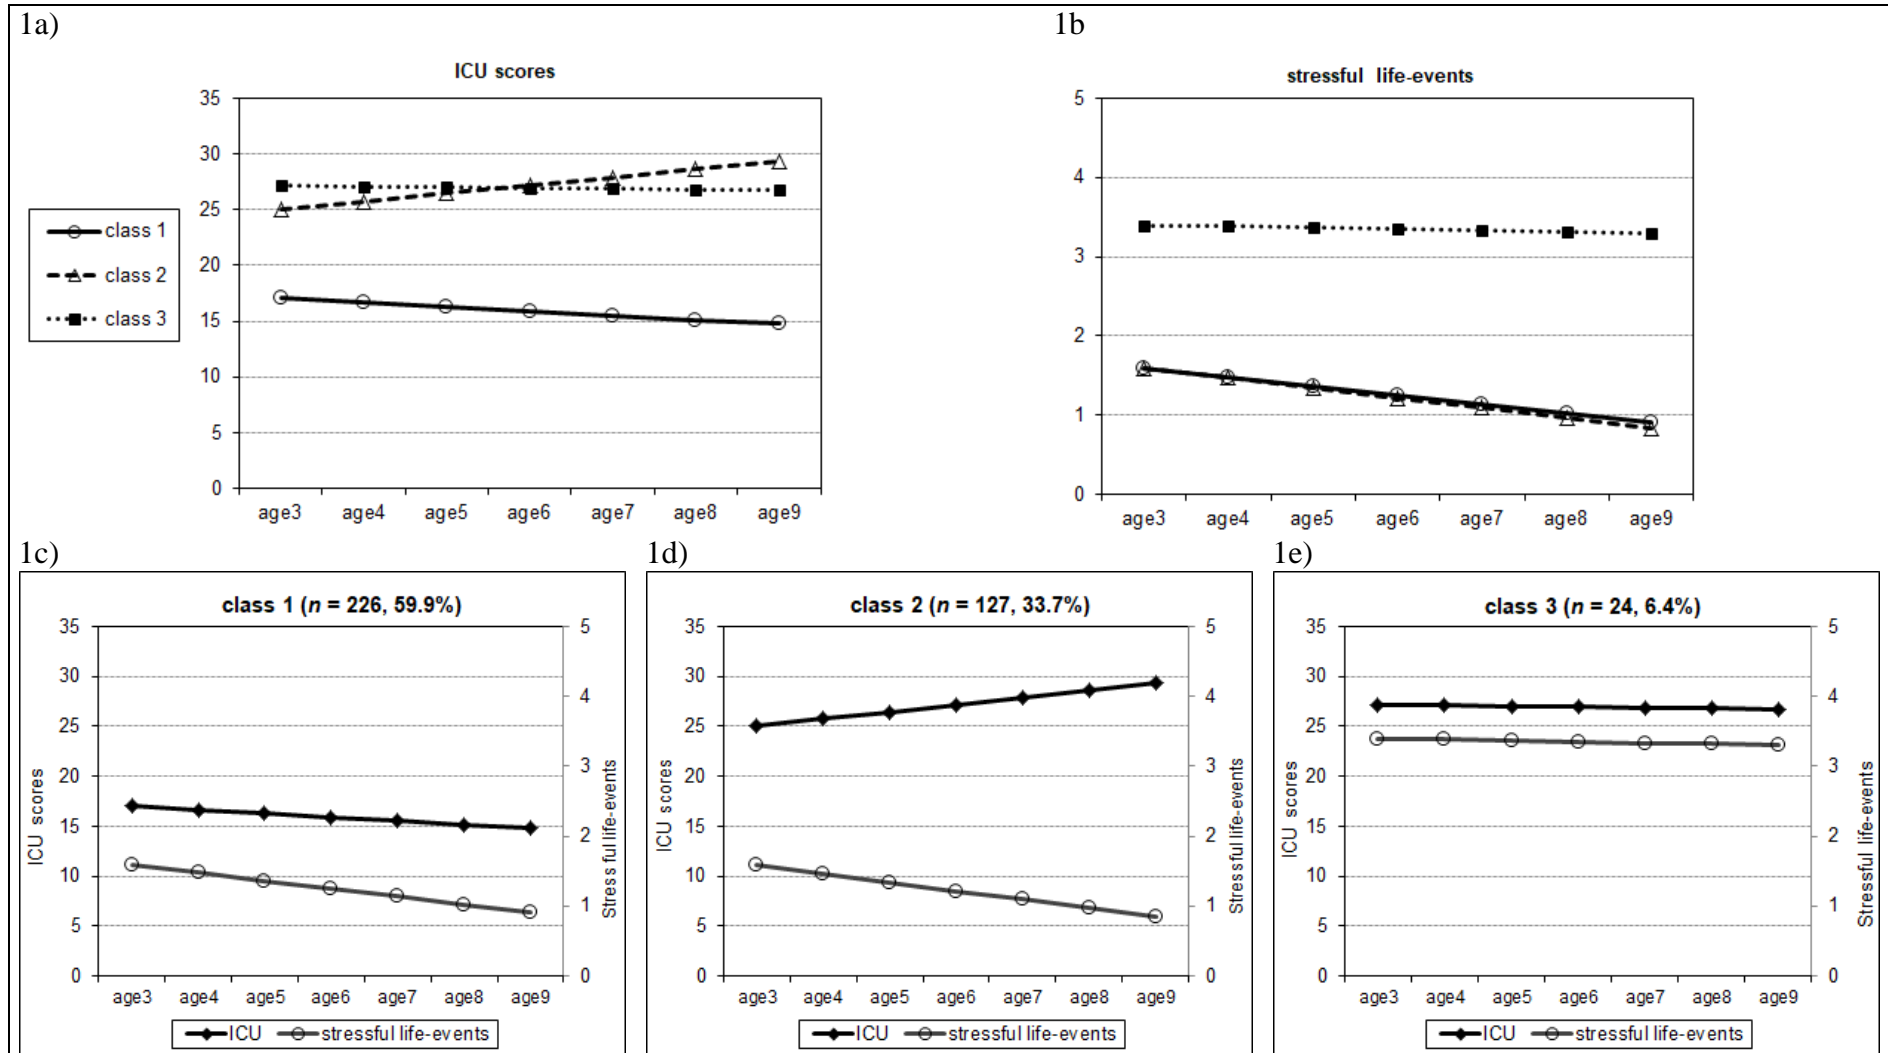 1a)
1b
ICU scores
stressful life-events
35
30
25
20
15
10
5
0
age3 age4 age5 age6 age7 age8 age9
class 1
class 2
class 3
5
4
3
2
1
0
age3 age4 age5 age6 age7 age8 age9
1c)
1d)
1e)
class 1 (n = 226, 59.9%)
35
30
25
20
15
10
5
0
ICU scores
5
4
3
2
1
0
Stressful life-events
age3 age4 age5 age6 age7 age8 age9
ICU stressful life-events
class 2 (n = 127, 33.7%)
35
30
25
20
15
10
5
0
ICU scores
5
4
3
2
1
0
Stressful life-events
age3 age4 age5 age6 age7 age8 age9
ICU stressful life-events
class 3 (n = 24, 6.4%)
35
30
25
20
15
10
5
0
ICU scores
5
4
3
2
1
0
Stressful life-events
age3 age4 age5 age6 age7 age8 age9
ICU stressful life-events